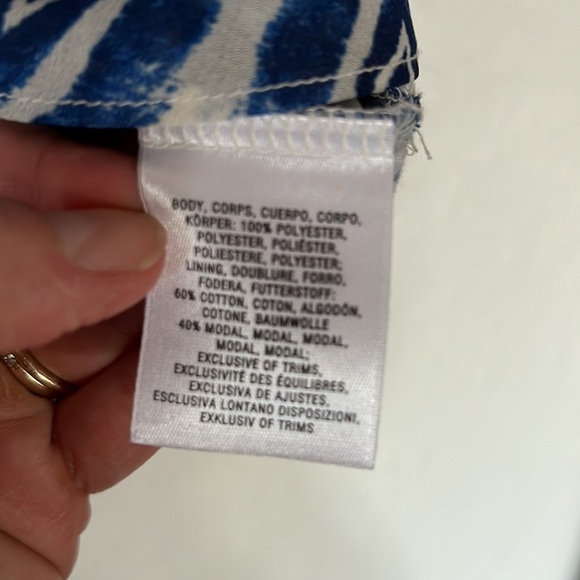 BODY, CORPS, CUERPO, CORPO,
KÖRPER: 100% POLYESTER,
POLYESTER, POLIÉSTER,
POLIESTERE, POLYESTER;
LINING, DOUBLURE, FORRO,
FODERA, FUTTERSTOFF:
60% COTTON, COTON, ALGODÓN,
COTONE, BAUMWOLLE
40% MODAL, MODAL, MODAL,
MODAL, MODAL;
EXCLUSIVE OF TRIMS,
EXCLUSIVITÉ DES ÉQUILIBRES,
EXCLUSIVA DE AJUSTES,
ESCLUSIVA LONTANO DISPOSIZIONI,
EXKLUSIV OF TRIMS